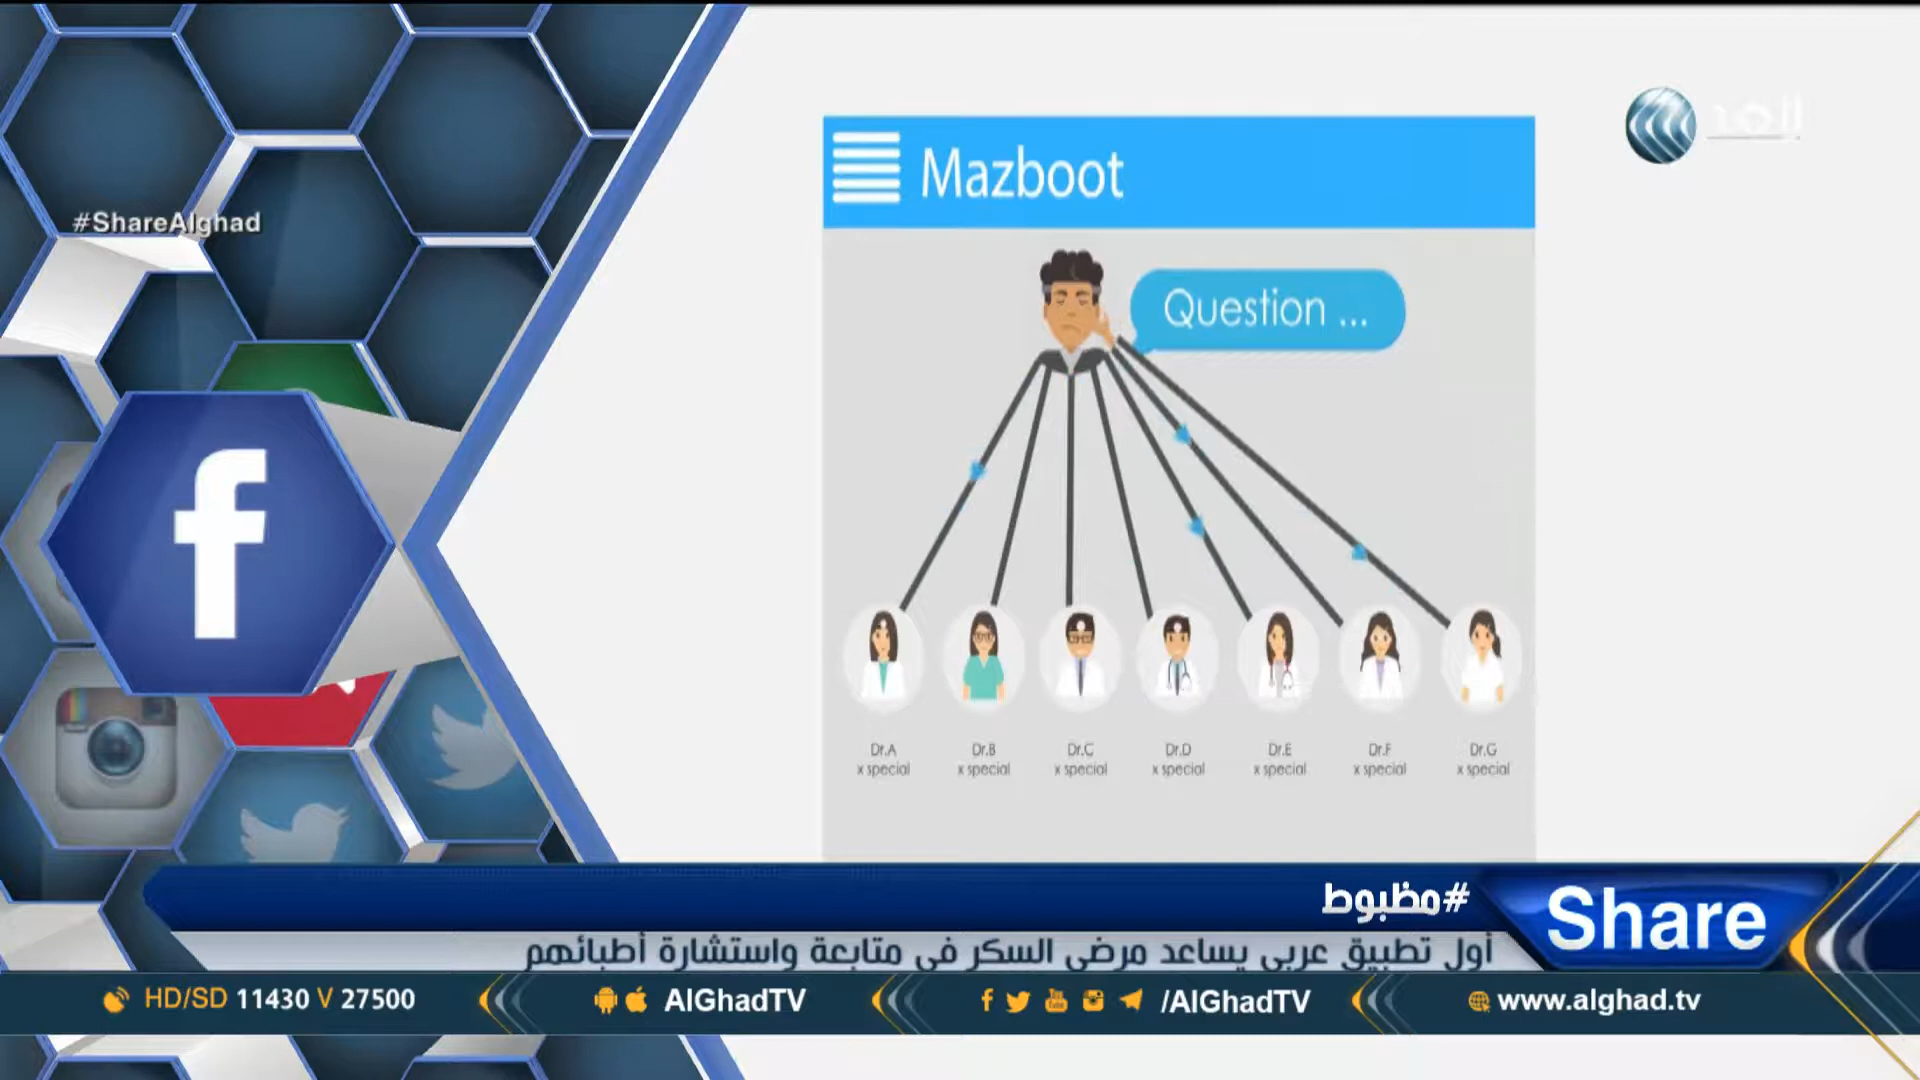 الغد
#ShareAlghad
Mazboot
Question ...
Dr.A
x special
Dr.B
x special
Dr.C
x special
Dr.D
x special
Dr.E
x special
Dr.F
x special
Dr.G
x special
f
#مظبوط
Share
أول تطبيق عربي يساعد مرضى السكر في متابعة واستشارة أطبائهم
HD/SD 11430 V 27500
AlGhadTV
/AlGhadTV
www.alghad.tv